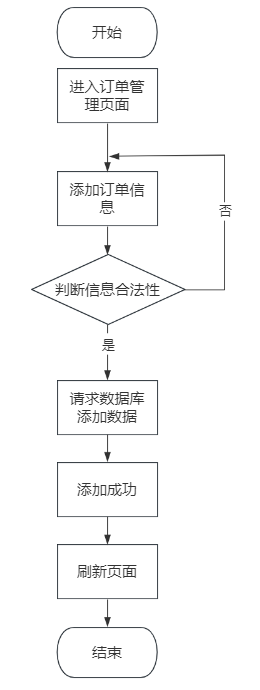 开始
进入订单管
理页面
添加订单信
息
否
判断信息合法性
是
请求数据库
添加数据
添加成功
刷新页面
结束